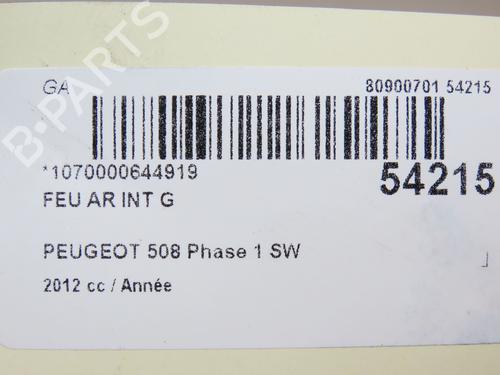 GA
80900701 54215
B-PARTS
*1070000644919
54215
FEU AR INT G
PEUGEOT 508 Phase 1 SW
2012 cc / Année